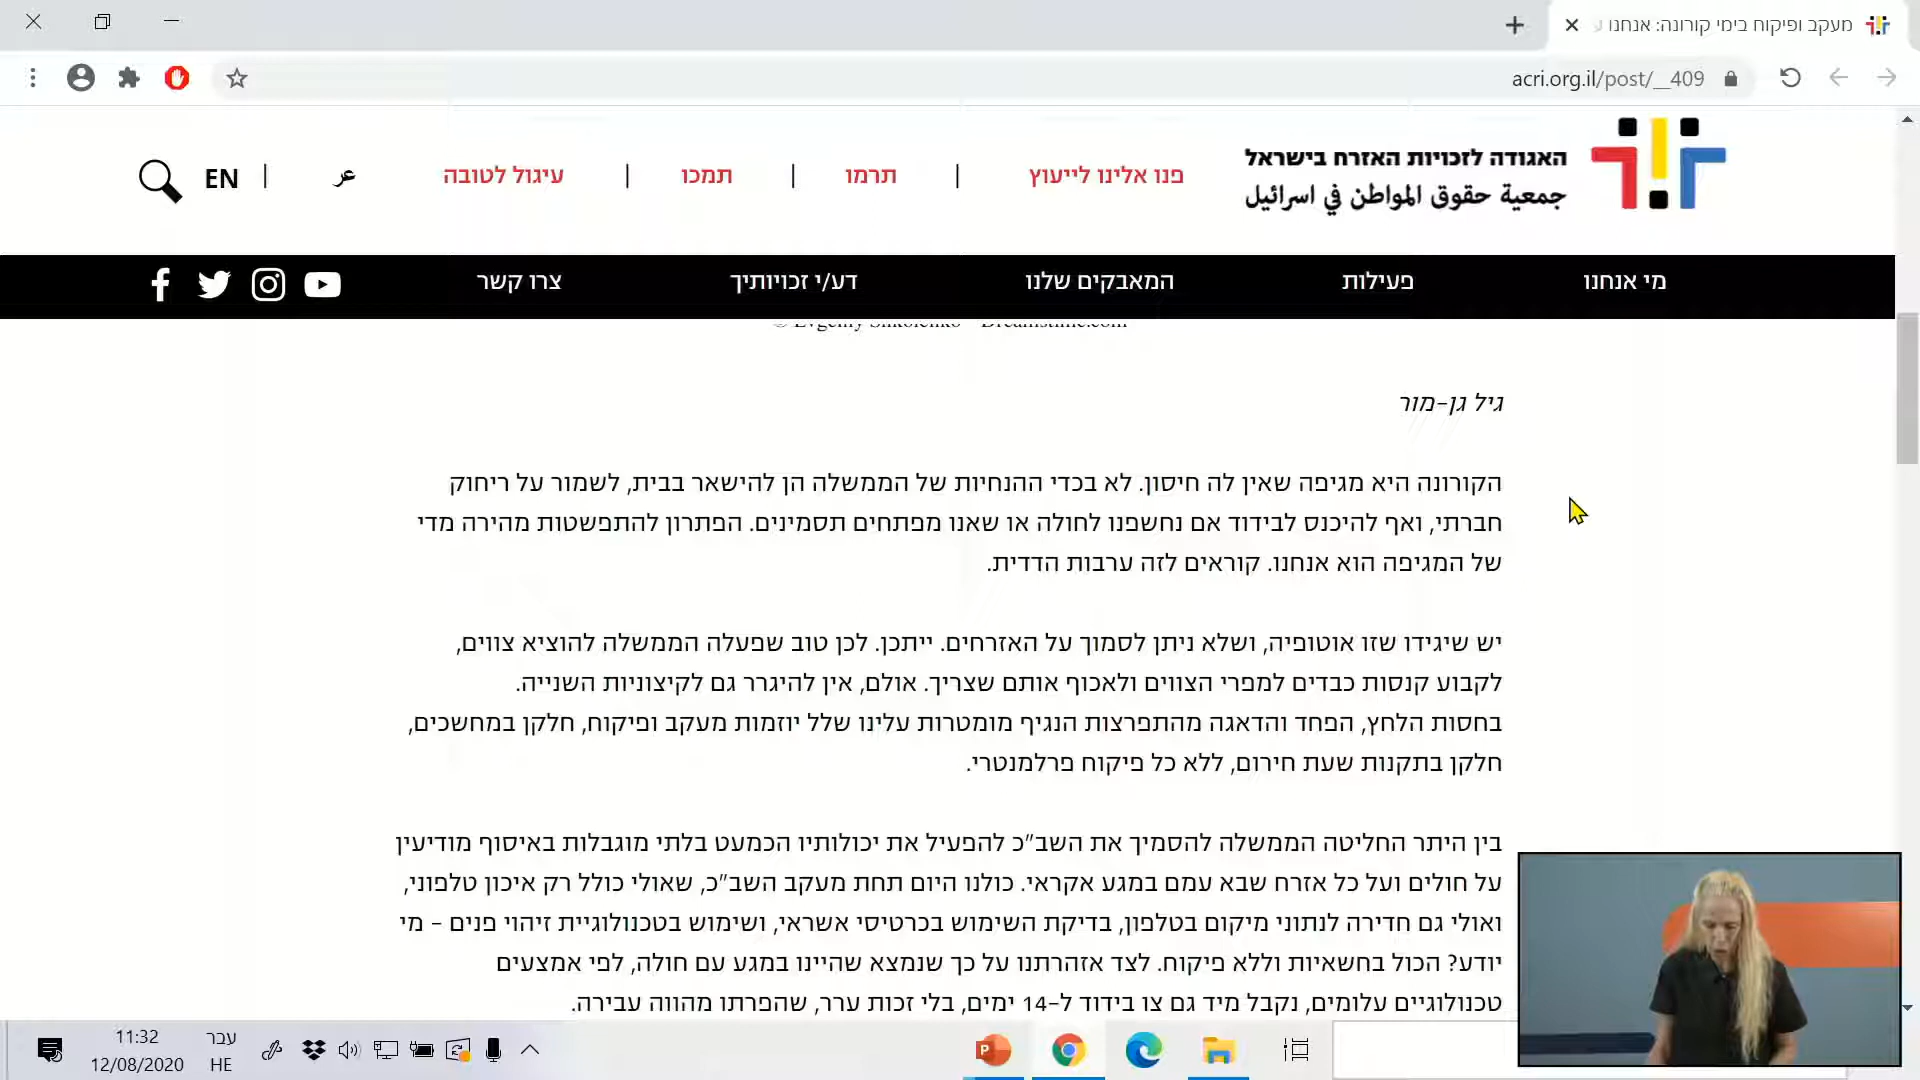 מעקב ופיקוח בימי קורונה: אנחנו ע
acri.org.il/post/__409
האגודה לזכויות האזרח בישראל
جمعية حقوق المواطن في اسرائيل
פנו אלינו לייעוץ | תרמו | תמכו | עיגול לטובה
عر | EN
מי אנחנו פעילות המאבקים שלנו דע/י זכויותיך צרו קשר
גיל גן-מור
הקורונה היא מגיפה שאין לה חיסון. לא בכדי ההנחיות של הממשלה הן להישאר בבית, לשמור על ריחוק
חברתי, ואף להיכנס לבידוד אם נחשפנו לחולה או שאנו מפתחים תסמינים. הפתרון להתפשטות מהירה מדי
של המגיפה הוא אנחנו. קוראים לזה ערבות הדדית.
יש שיגידו שזו אוטופיה, ושלא ניתן לסמוך על האזרחים. ייתכן. לכן טוב שפעלה הממשלה להוציא צווים,
לקבוע קנסות כבדים למפרי הצווים ולאכוף אותם שצריך. אולם, אין להיגרר גם לקיצוניות השנייה.
בחסות הלחץ, הפחד והדאגה מהתפרצות הנגיף מומטרות עלינו שלל יוזמות מעקב ופיקוח, חלקן במחשכים,
חלקן בתקנות שעת חירום, ללא כל פיקוח פרלמנטרי.
בין היתר החליטה הממשלה להסמיך את השב"כ להפעיל את יכולותיו הכמעט בלתי מוגבלות באיסוף מודיעין
על חולים ועל כל אזרח שבא עמם במגע אקראי. כולנו היום תחת מעקב השב"כ, שאולי כולל רק איכון טלפוני,
ואולי גם חדירה לנתוני מיקום בטלפון, בדיקת השימוש בכרטיסי אשראי, ושימוש בטכנולוגיית זיהוי פנים – מי
יודע? הכול בחשאיות וללא פיקוח. לצד אזהרתנו על כך שנמצא שהיינו במגע עם חולה, לפי אמצעים
טכנולוגיים עלומים, נקבל מיד גם צו בידוד ל-14 ימים, בלי זכות ערר, שהפרתו מהווה עבירה.
11:32
12/08/2020
עבר
HE